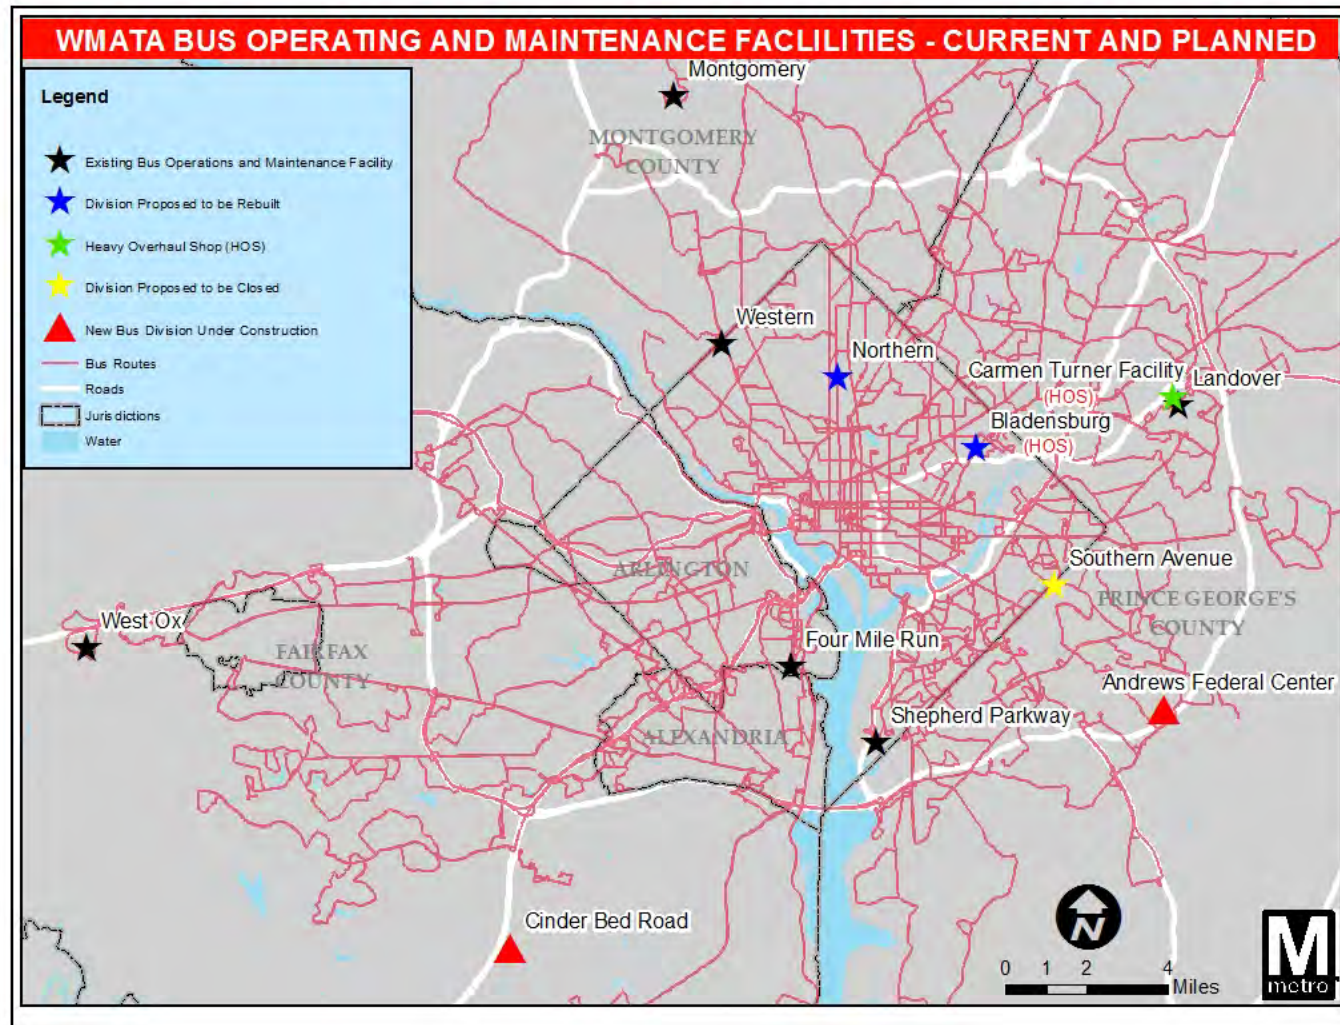 WMATA BUS OPERATING AND MAINTENANCE FACLILITIES - CURRENT AND PLANNED
Legend
Existing Bus Operations and Maintenance Facility
Division Proposed to be Rebuilt
Heavy Overhaul Shop (HOS)
Division Proposed to be Closed
New Bus Division Under Construction
Bus Routes
Roads
Jurisdictions
Water
Montgomery
MONTGOMERY
COUNTY
Western
Northern
Carmen Turner Facility
(HOS)
Landover
Bladensburg
(HOS)
Southern Avenue
ARLINGTON
PRINCE GEORGE'S
COUNTY
West Ox
FAIRFAX
COUNTY
Four Mile Run
Andrews Federal Center
Shepherd Parkway
ALEXANDRIA
Cinder Bed Road
N
0 1 2 4
Miles
M
metro